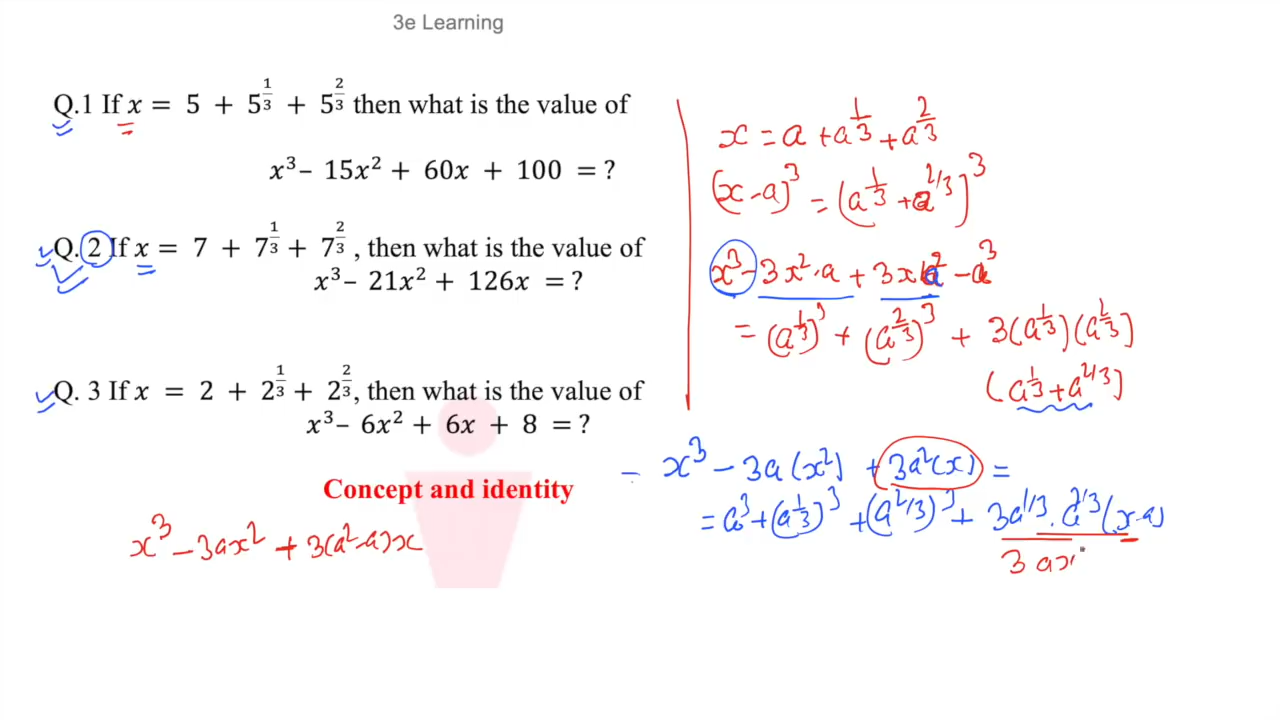 3e Learning
Q.1 If x = 5 + 5^{1/3} + 5^{2/3} then what is the value of
x³– 15x² + 60x + 100 = ?
Q. 2 If x = 7 + 7^{1/3} + 7^{2/3}, then what is the value of
x³– 21x² + 126x = ?
Q. 3 If x = 2 + 2^{1/3} + 2^{2/3}, then what is the value of
x³– 6x² + 6x + 8 = ?
Concept and identity
x³ – 3ax² + 3(a²-a)x
x = a + a^{1/3} + a^{2/3}
(x-a)³ = (a^{1/3} + a^{2/3})³
x³ – 3x²·a + 3x a² – a³
= (a^{1/3})³ + (a^{2/3})³ + 3(a^{1/3})(a^{2/3})
(a^{1/3} + a^{2/3})
– x³ – 3a(x²) + 3a²(x) =
= a³ + (a^{1/3})³ + (a^{2/3})³ + 3a^{1/3}·a^{2/3}(x-a)
3ax